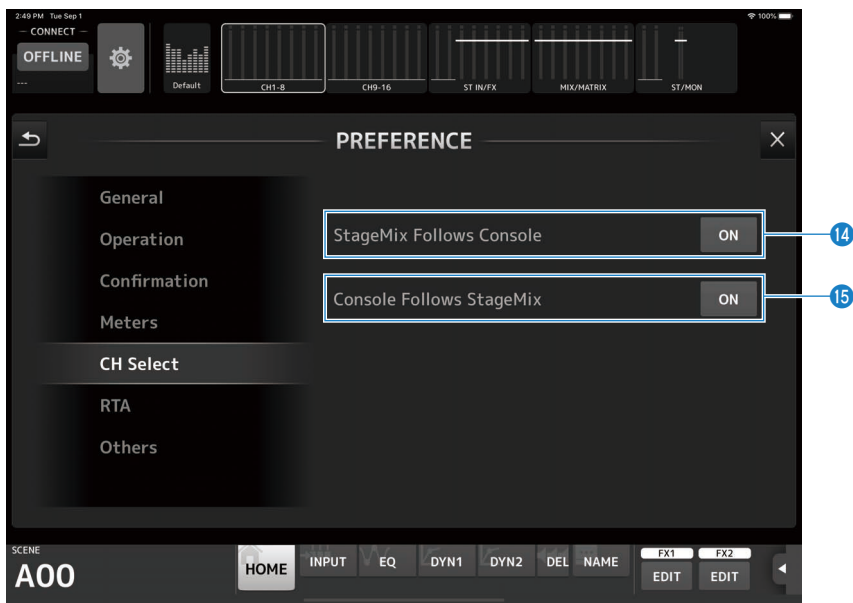 2:49 PM Tue Sep 1
100%
CONNECT
OFFLINE
---
Default
CH1-8
CH9-16
ST IN/FX
MIX/MATRIX
ST/MON
PREFERENCE
General
Operation
Confirmation
Meters
CH Select
RTA
Others
StageMix Follows Console
ON
14
Console Follows StageMix
ON
15
SCENE
A00
HOME
INPUT
EQ
DYN1
DYN2
DEL
NAME
FX1
EDIT
FX2
EDIT